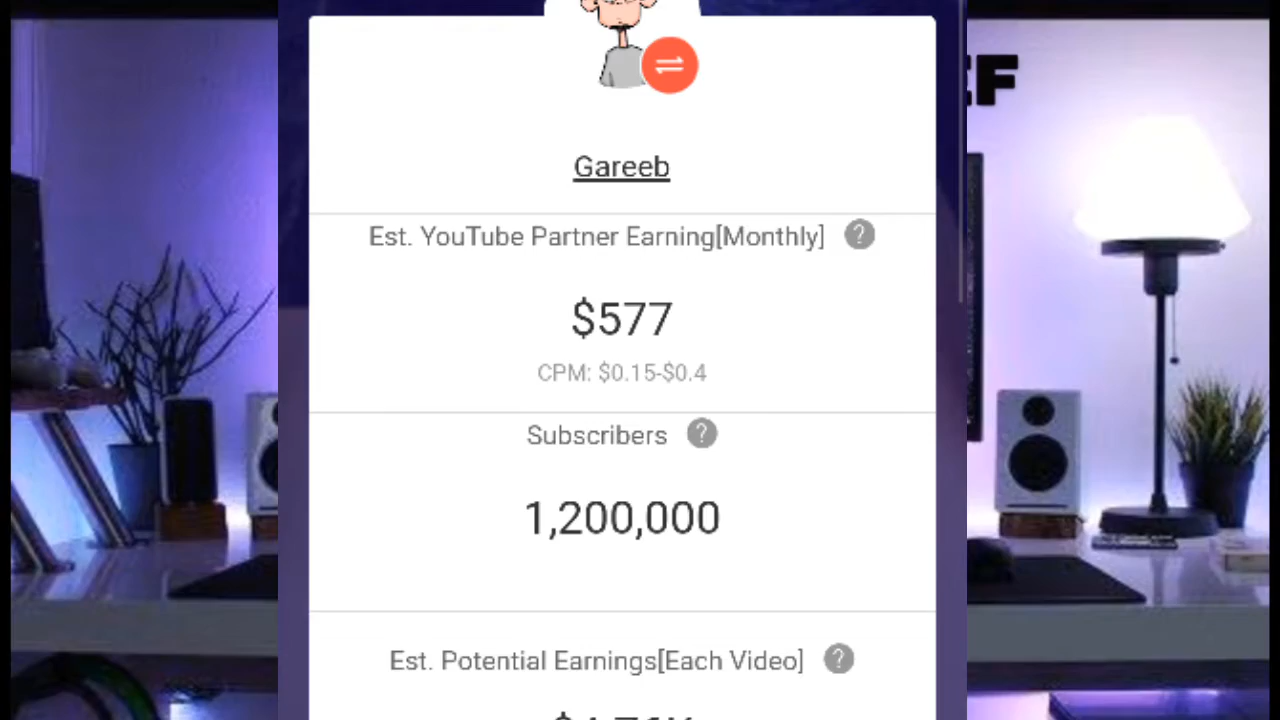 EF
Gareeb
Est. YouTube Partner Earning[Monthly] ?
$577
CPM: $0.15-$0.4
Subscribers ?
1,200,000
Est. Potential Earnings[Each Video] ?